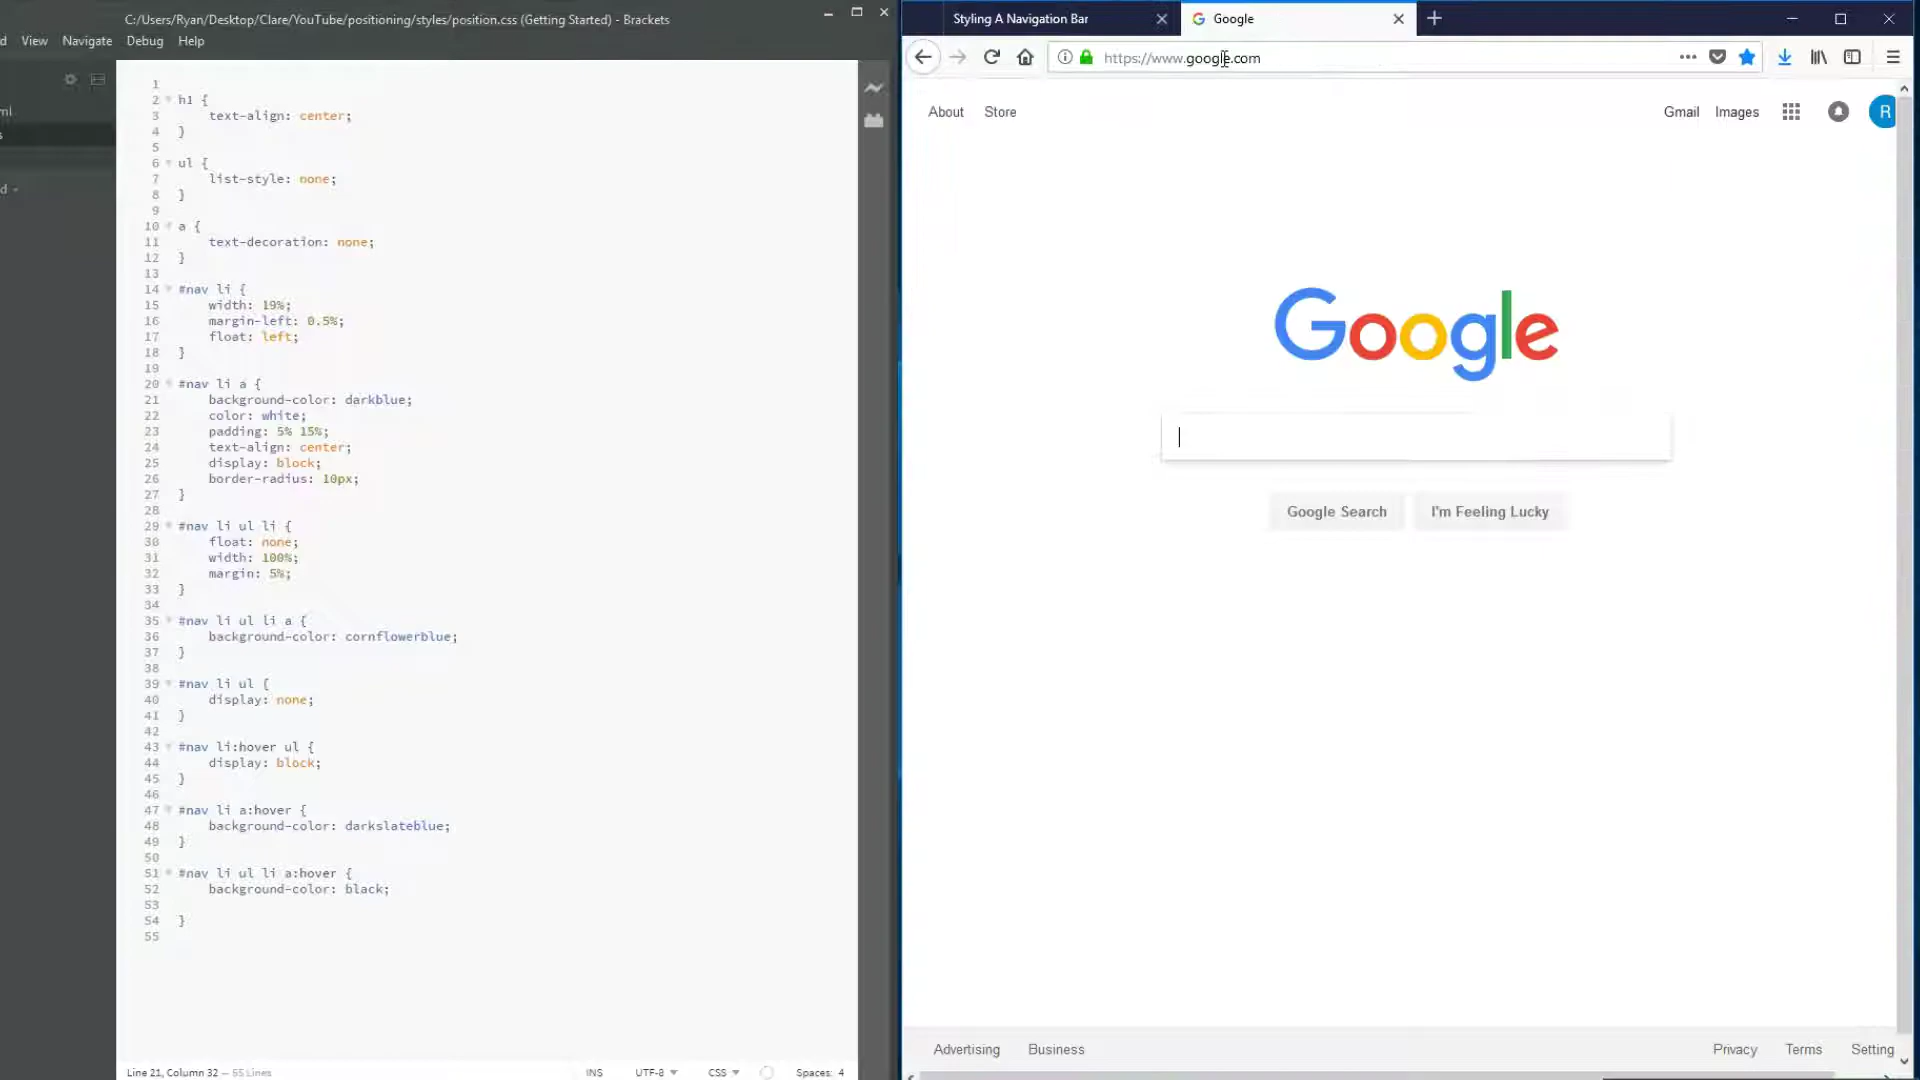 C:/Users/Ryan/Desktop/Clare/YouTube/positioning/styles/position.css (Getting Started) - Brackets
d View Navigate Debug Help
ml
s
d
1
2 h1 {
3 text-align: center;
4 }
5
6 ul {
7 list-style: none;
8 }
9
10 a {
11 text-decoration: none;
12 }
13
14 #nav li {
15 width: 19%;
16 margin-left: 0.5%;
17 float: left;
18 }
19
20 #nav li a {
21 background-color: darkblue;
22 color: white;
23 padding: 5% 15%;
24 text-align: center;
25 display: block;
26 border-radius: 10px;
27 }
28
29 #nav li ul li {
30 float: none;
31 width: 100%;
32 margin: 5%;
33 }
34
35 #nav li ul li a {
36 background-color: cornflowerblue;
37 }
38
39 #nav li ul {
40 display: none;
41 }
42
43 #nav li:hover ul {
44 display: block;
45 }
46
47 #nav li a:hover {
48 background-color: darkslateblue;
49 }
50
51 #nav li ul li a:hover {
52 background-color: black;
53
54 }
55
Line 21, Column 32 — 55 Lines
INS UTF-8 CSS Spaces: 4
Styling A Navigation Bar
Google
https://www.google.com
About Store
Gmail Images R
Google
Google Search I'm Feeling Lucky
Advertising Business
Privacy Terms Setting